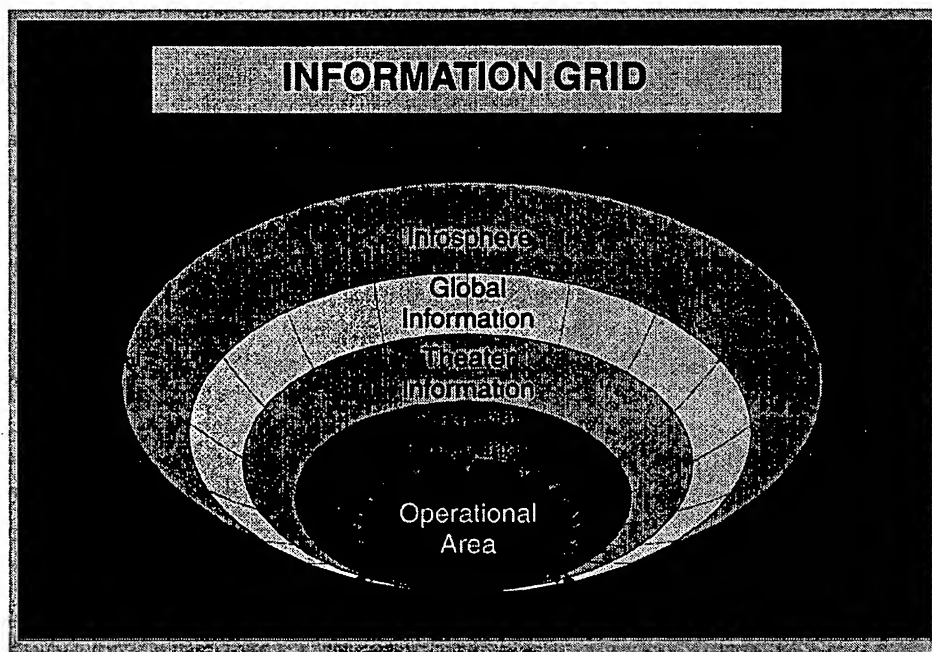 INFORMATION GRID
Infosphere
Global
Information
Theater
Information
Operational
Area